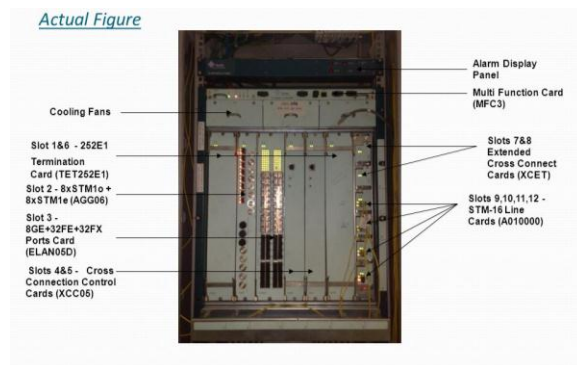 Actual Figure
Cooling Fans
Slot 1&6 - 252E1
Termination
Card (TET252E1)
Slot 2 - 8xSTM1o +
8xSTM1e (AGG06)
Slot 3 -
8GE+32FE+32FX
Ports Card
(ELAN05D)
Slots 4&5 - Cross
Connection Control
Cards (XCC05)
Alarm Display
Panel
Multi Function Card
(MFC3)
Slots 7&8
Extended
Cross Connect
Cards (XCET)
Slots 9,10,11,12 -
STM-16 Line
Cards (A010000)